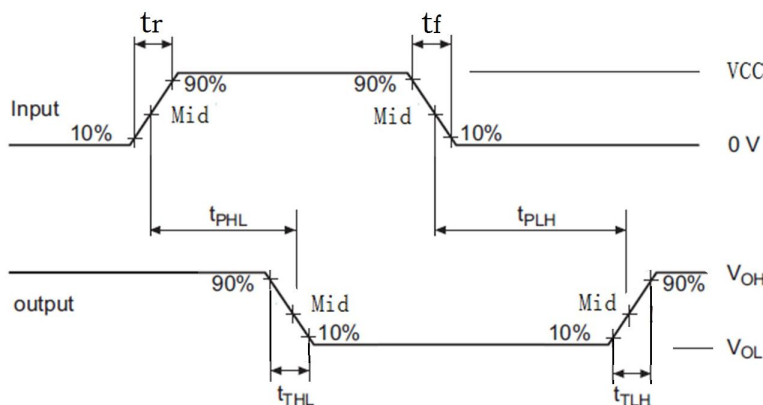 tr tf
90% 90% VCC
Input Mid Mid
10% 10% 0 V
tPHL tPLH
90% 90% VOH
output Mid Mid
10% 10% VOL
tTHL tTLH